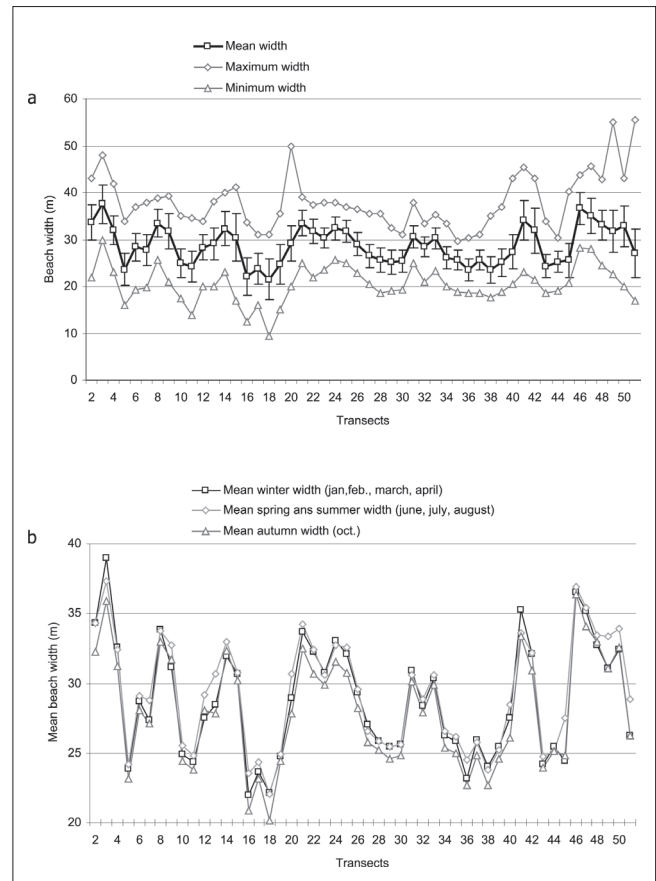 Mean width
Maximum width
Minimum width
a
60
50
40
30
20
10
0
Beach width (m)
2 4 6 8 10 12 14 16 18 20 22 24 26 28 30 32 34 36 38 40 42 44 46 48 50
Transects
Mean winter width (jan,feb., march, april)
Mean spring ans summer width (june, july, august)
Mean autumn width (oct.)
b
40
35
30
25
20
Mean beach width (m)
2 4 6 8 10 12 14 16 18 20 22 24 26 28 30 32 34 36 38 40 42 44 46 48 50
Transects